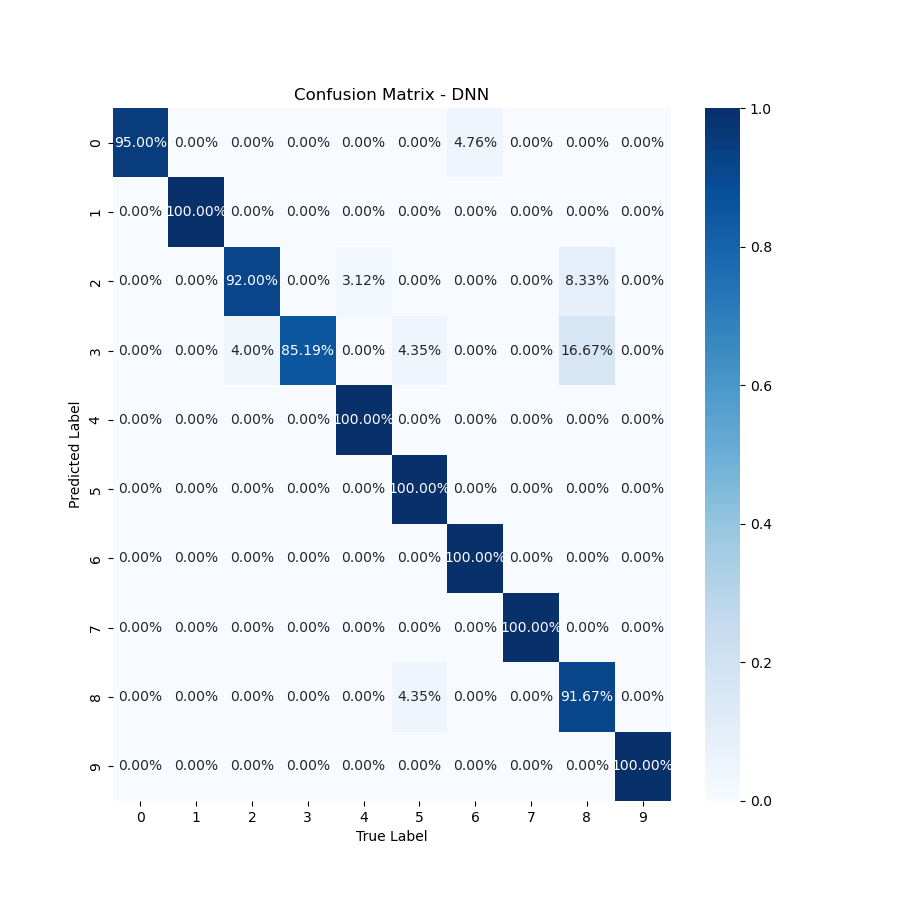 Confusion Matrix - DNN
0 95.00% 0.00% 0.00% 0.00% 0.00% 0.00% 4.76% 0.00% 0.00% 0.00%
1 0.00% 100.00% 0.00% 0.00% 0.00% 0.00% 0.00% 0.00% 0.00% 0.00%
2 0.00% 0.00% 92.00% 0.00% 3.12% 0.00% 0.00% 0.00% 8.33% 0.00%
3 0.00% 0.00% 4.00% 85.19% 0.00% 4.35% 0.00% 0.00% 16.67% 0.00%
4 0.00% 0.00% 0.00% 0.00% 100.00% 0.00% 0.00% 0.00% 0.00% 0.00%
5 0.00% 0.00% 0.00% 0.00% 0.00% 100.00% 0.00% 0.00% 0.00% 0.00%
6 0.00% 0.00% 0.00% 0.00% 0.00% 0.00% 100.00% 0.00% 0.00% 0.00%
7 0.00% 0.00% 0.00% 0.00% 0.00% 0.00% 0.00% 100.00% 0.00% 0.00%
8 0.00% 0.00% 0.00% 0.00% 0.00% 4.35% 0.00% 0.00% 91.67% 0.00%
9 0.00% 0.00% 0.00% 0.00% 0.00% 0.00% 0.00% 0.00% 0.00% 100.00%
0 1 2 3 4 5 6 7 8 9
True Label
Predicted Label
1.0
0.8
0.6
0.4
0.2
0.0